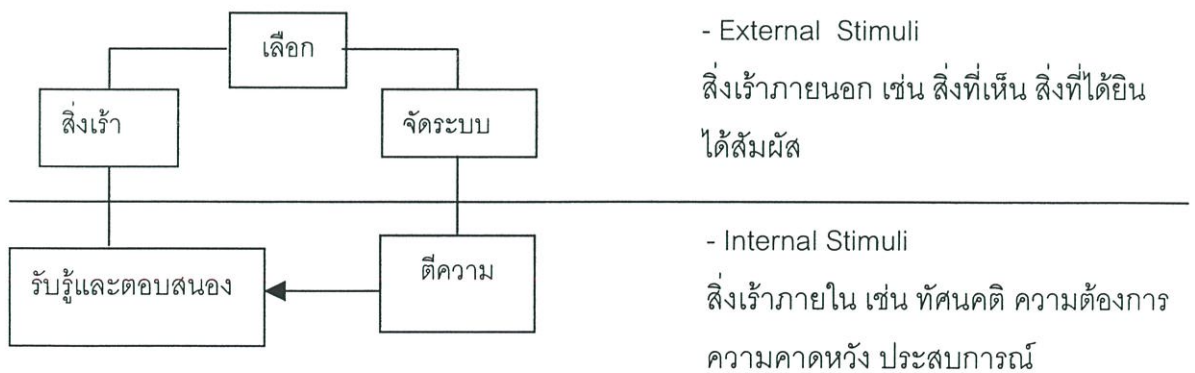 เลือก
สิ่งเร้า
จัดระบบ
รับรู้และตอบสนอง
ตีความ
- External Stimuli
สิ่งเร้าภายนอก เช่น สิ่งที่เห็น สิ่งที่ได้ยิน
ได้สัมผัส
- Internal Stimuli
สิ่งเร้าภายใน เช่น ทัศนคติ ความต้องการ
ความคาดหวัง ประสบการณ์